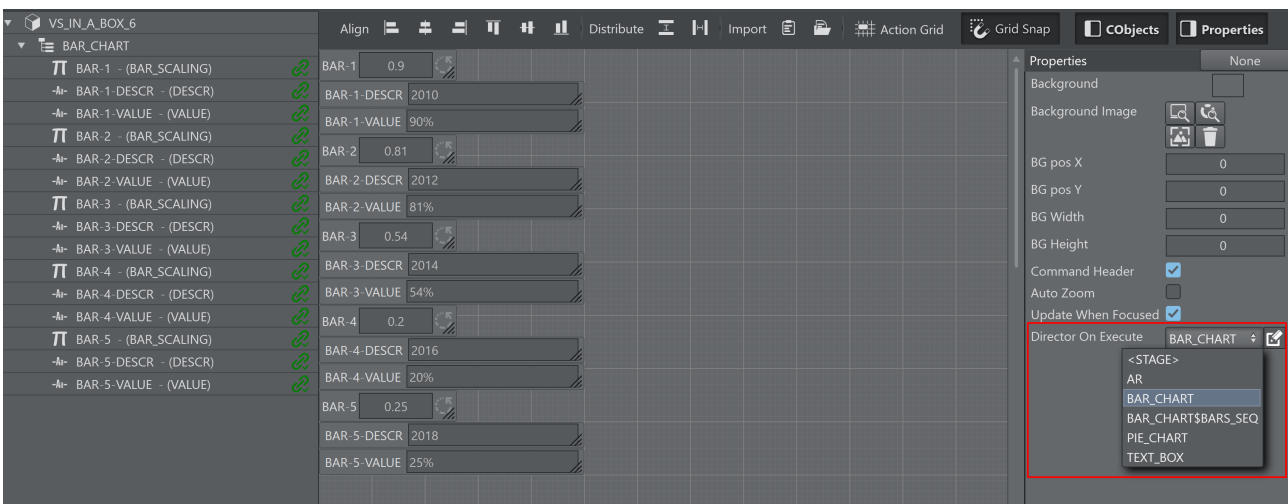 VS_IN_A_BOX_6
BAR_CHART
BAR-1 - (BAR_SCALING)
BAR-1-DESCR - (DESCR)
BAR-1-VALUE - (VALUE)
BAR-2 - (BAR_SCALING)
BAR-2-DESCR - (DESCR)
BAR-2-VALUE - (VALUE)
BAR-3 - (BAR_SCALING)
BAR-3-DESCR - (DESCR)
BAR-3-VALUE - (VALUE)
BAR-4 - (BAR_SCALING)
BAR-4-DESCR - (DESCR)
BAR-4-VALUE - (VALUE)
BAR-5 - (BAR_SCALING)
BAR-5-DESCR - (DESCR)
BAR-5-VALUE - (VALUE)
Align Distribute Import Action Grid Grid Snap CObjects Properties
BAR-1 0.9
BAR-1-DESCR 2010
BAR-1-VALUE 90%
BAR-2 0.81
BAR-2-DESCR 2012
BAR-2-VALUE 81%
BAR-3 0.54
BAR-3-DESCR 2014
BAR-3-VALUE 54%
BAR-4 0.2
BAR-4-DESCR 2016
BAR-4-VALUE 20%
BAR-5 0.25
BAR-5-DESCR 2018
BAR-5-VALUE 25%
Properties None
Background
Background Image
BG pos X 0
BG pos Y 0
BG Width 0
BG Height 0
Command Header
Auto Zoom
Update When Focused
Director On Execute BAR_CHART
<STAGE>
AR
BAR_CHART
BAR_CHART$BARS_SEQ
PIE_CHART
TEXT_BOX